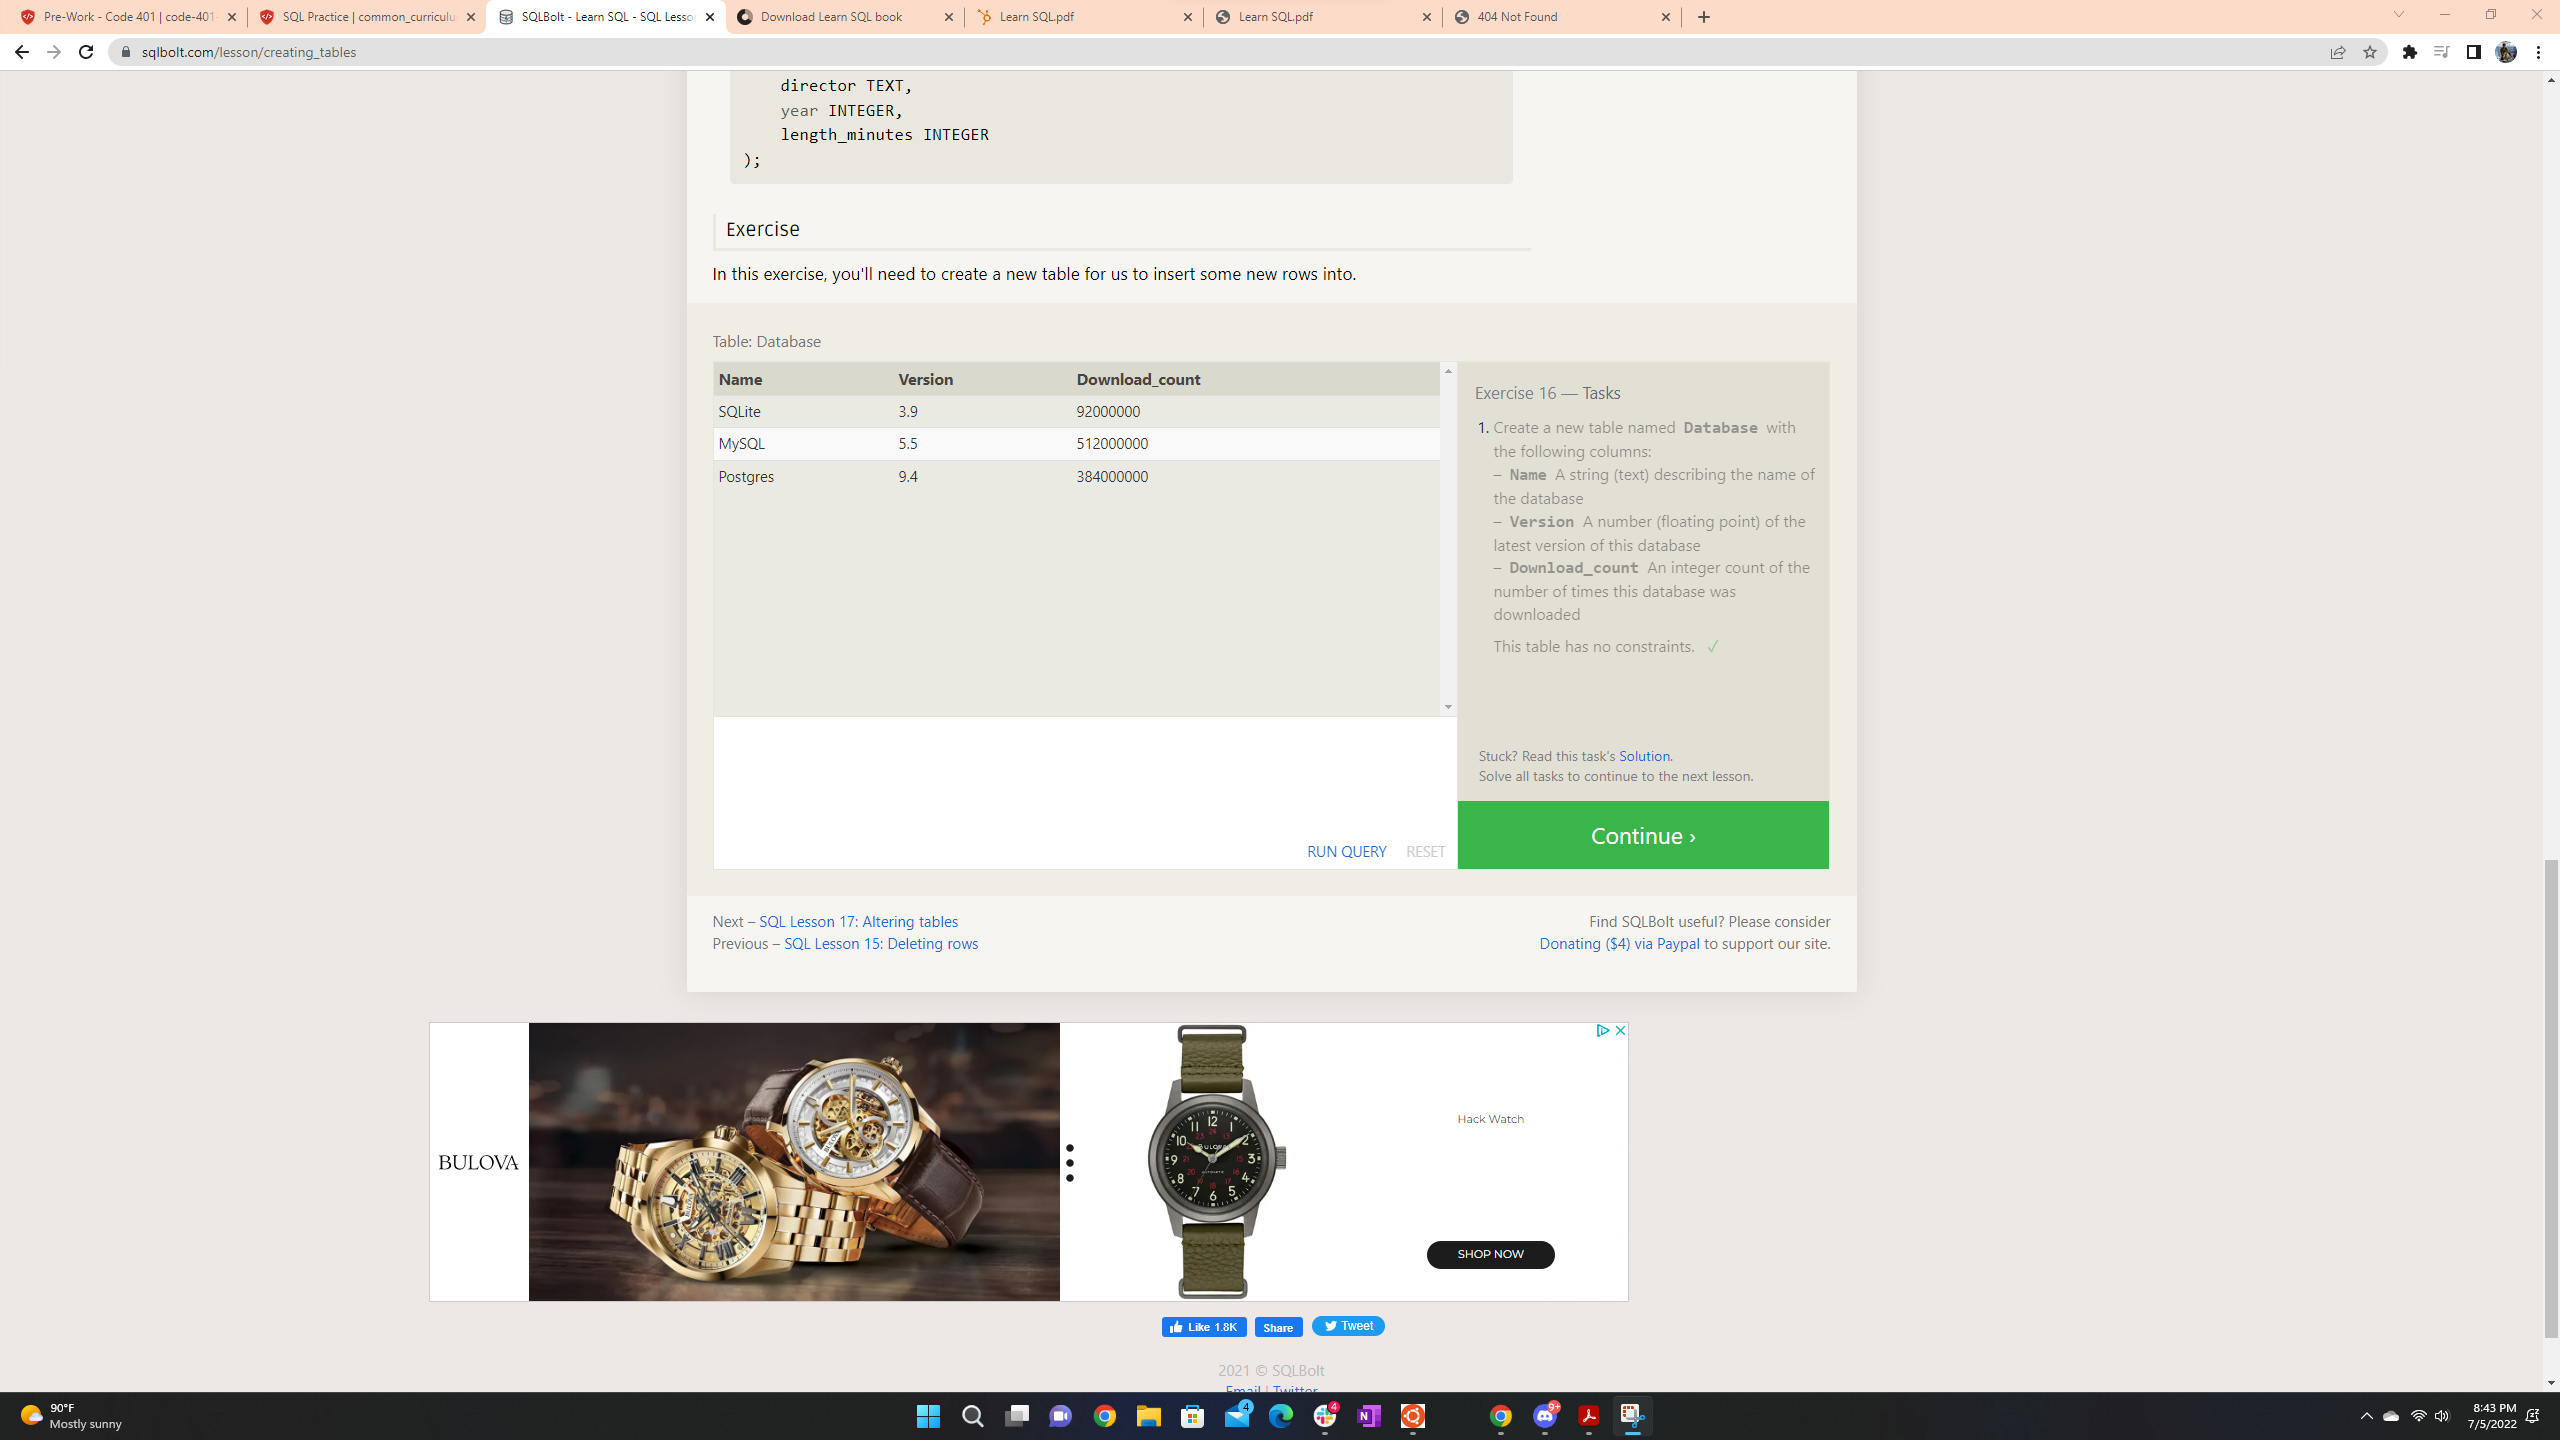 Pre-Work - Code 401 | code-401-
SQL Practice | common_curriculu
SQLBolt - Learn SQL - SQL Lesso
Download Learn SQL book
Learn SQL.pdf
Learn SQL.pdf
404 Not Found
sqlbolt.com/lesson/creating_tables
director TEXT,
year INTEGER,
length_minutes INTEGER
);
Exercise
In this exercise, you'll need to create a new table for us to insert some new rows into.
Table: Database
Name Version Download_count
SQLite 3.9 92000000
MySQL 5.5 512000000
Postgres 9.4 384000000
RUN QUERY RESET
Exercise 16 — Tasks
1. Create a new table named Database with
the following columns:
– Name A string (text) describing the name of
the database
– Version A number (floating point) of the
latest version of this database
– Download_count An integer count of the
number of times this database was
downloaded
This table has no constraints. ✓
Stuck? Read this task's Solution.
Solve all tasks to continue to the next lesson.
Continue ›
Next – SQL Lesson 17: Altering tables
Previous – SQL Lesson 15: Deleting rows
Find SQLBolt useful? Please consider
Donating ($4) via Paypal to support our site.
BULOVA
Hack Watch
SHOP NOW
Like 1.8K
Share
Tweet
2021 © SQLBolt
Email | Twitter
90°F
Mostly sunny
4
4
9+
8:43 PM
7/5/2022